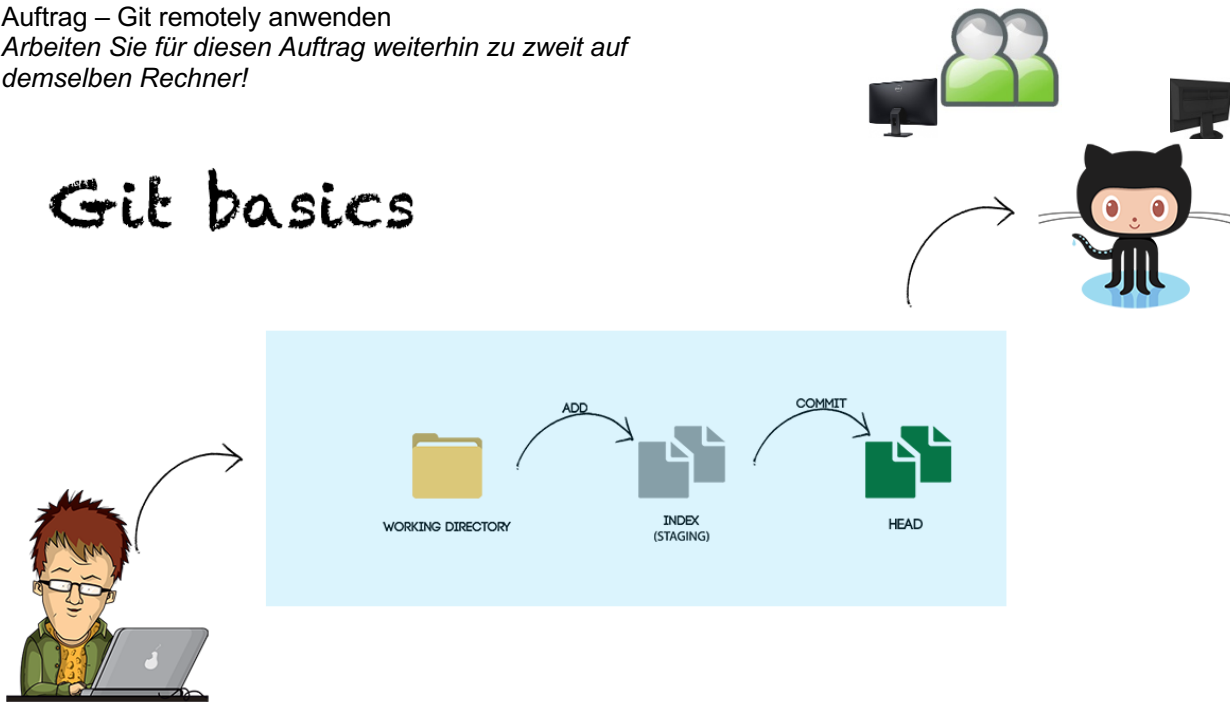 Auftrag – Git remotely anwenden
Arbeiten Sie für diesen Auftrag weiterhin zu zweit auf
demselben Rechner!
Git basics
ADD
COMMIT
WORKING DIRECTORY
INDEX
(STAGING)
HEAD